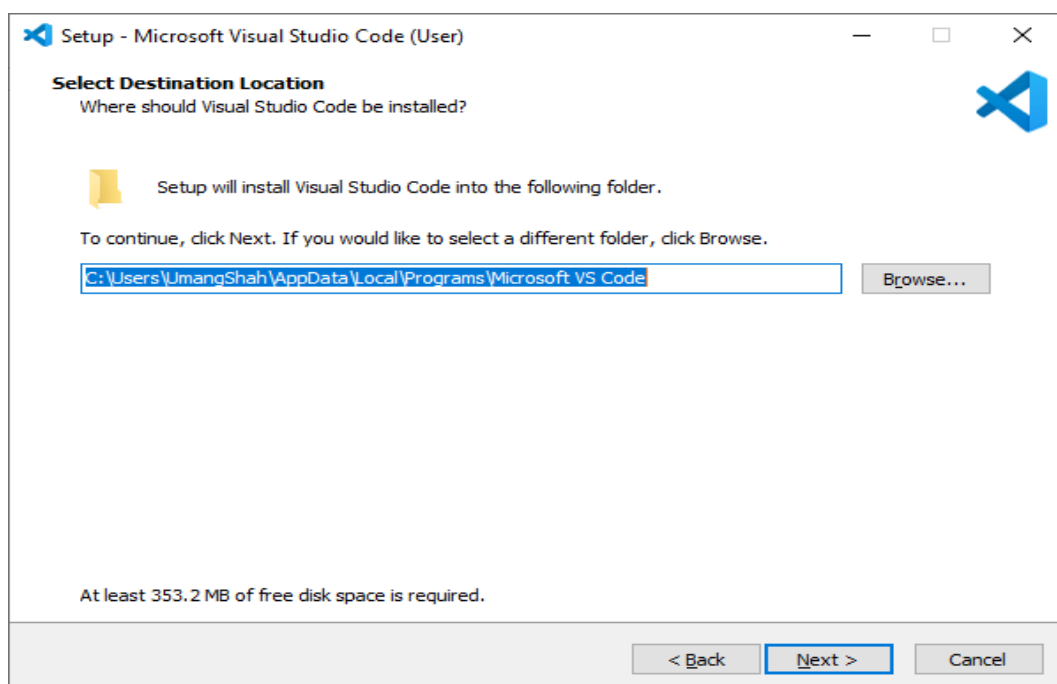 Setup - Microsoft Visual Studio Code (User)
Select Destination Location
Where should Visual Studio Code be installed?
Setup will install Visual Studio Code into the following folder.
To continue, click Next. If you would like to select a different folder, click Browse.
C:\Users\UmangShah\AppData\Local\Programs\Microsoft VS Code
Browse...
At least 353.2 MB of free disk space is required.
< Back
Next >
Cancel